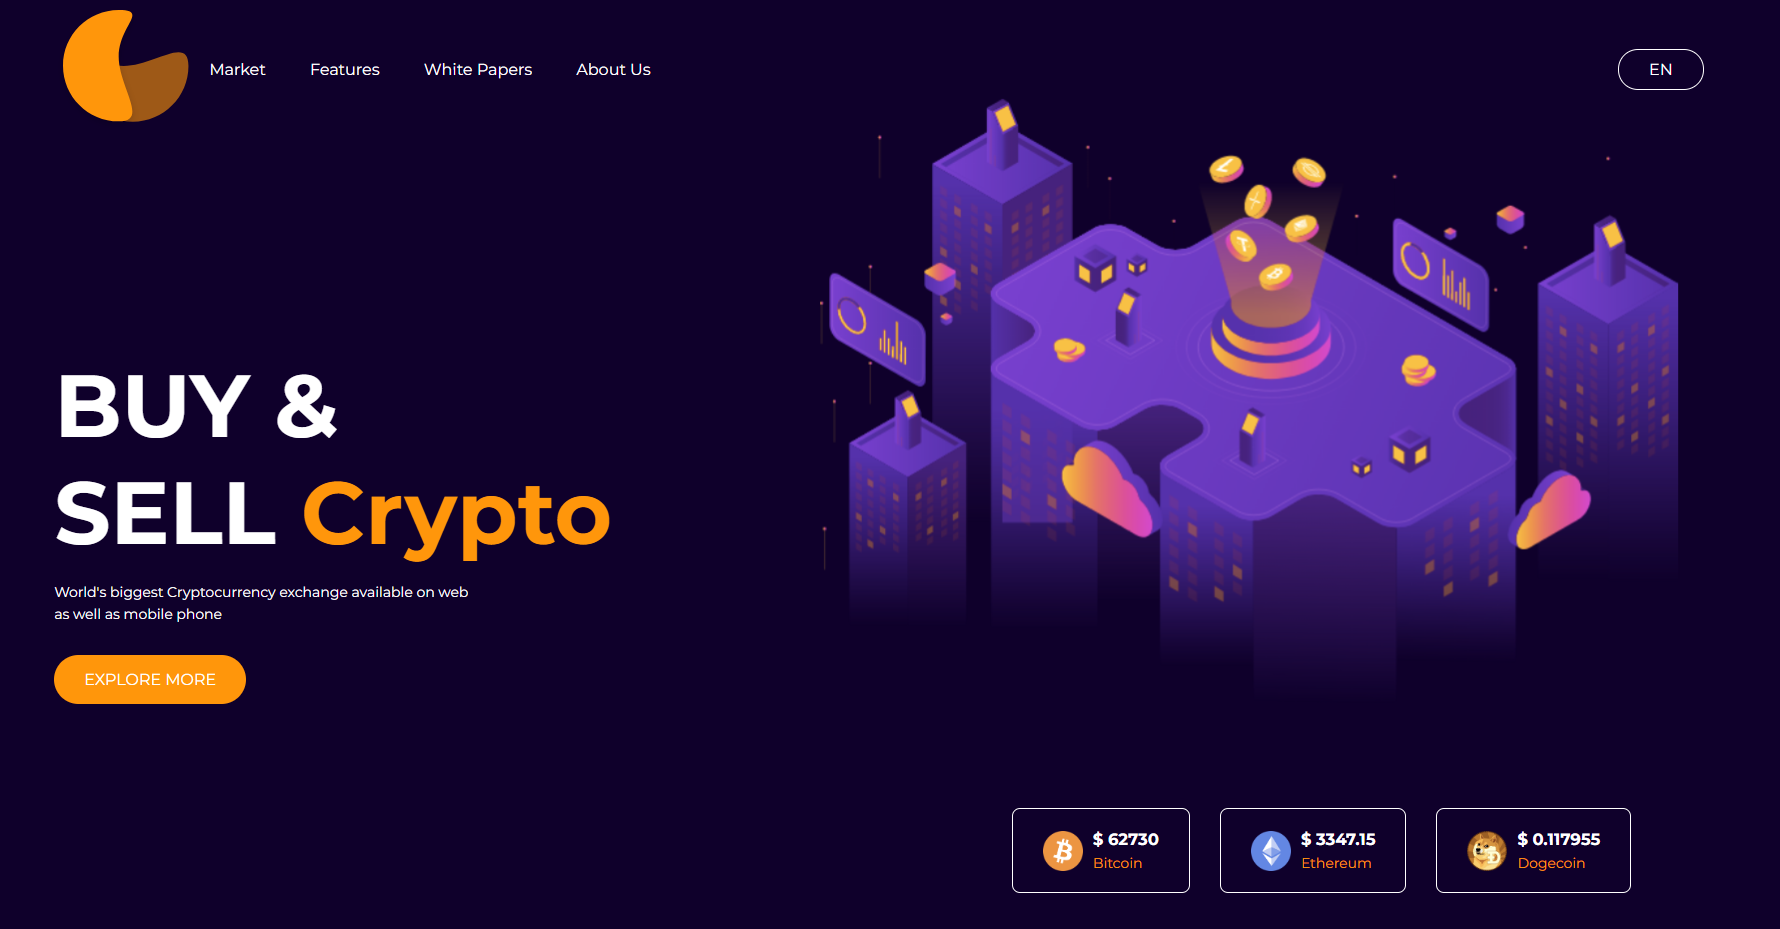 Market
Features
White Papers
About Us
EN
BUY &
SELL Crypto
World's biggest Cryptocurrency exchange available on web
as well as mobile phone
EXPLORE MORE
$ 62730
Bitcoin
$ 3347.15
Ethereum
$ 0.117955
Dogecoin